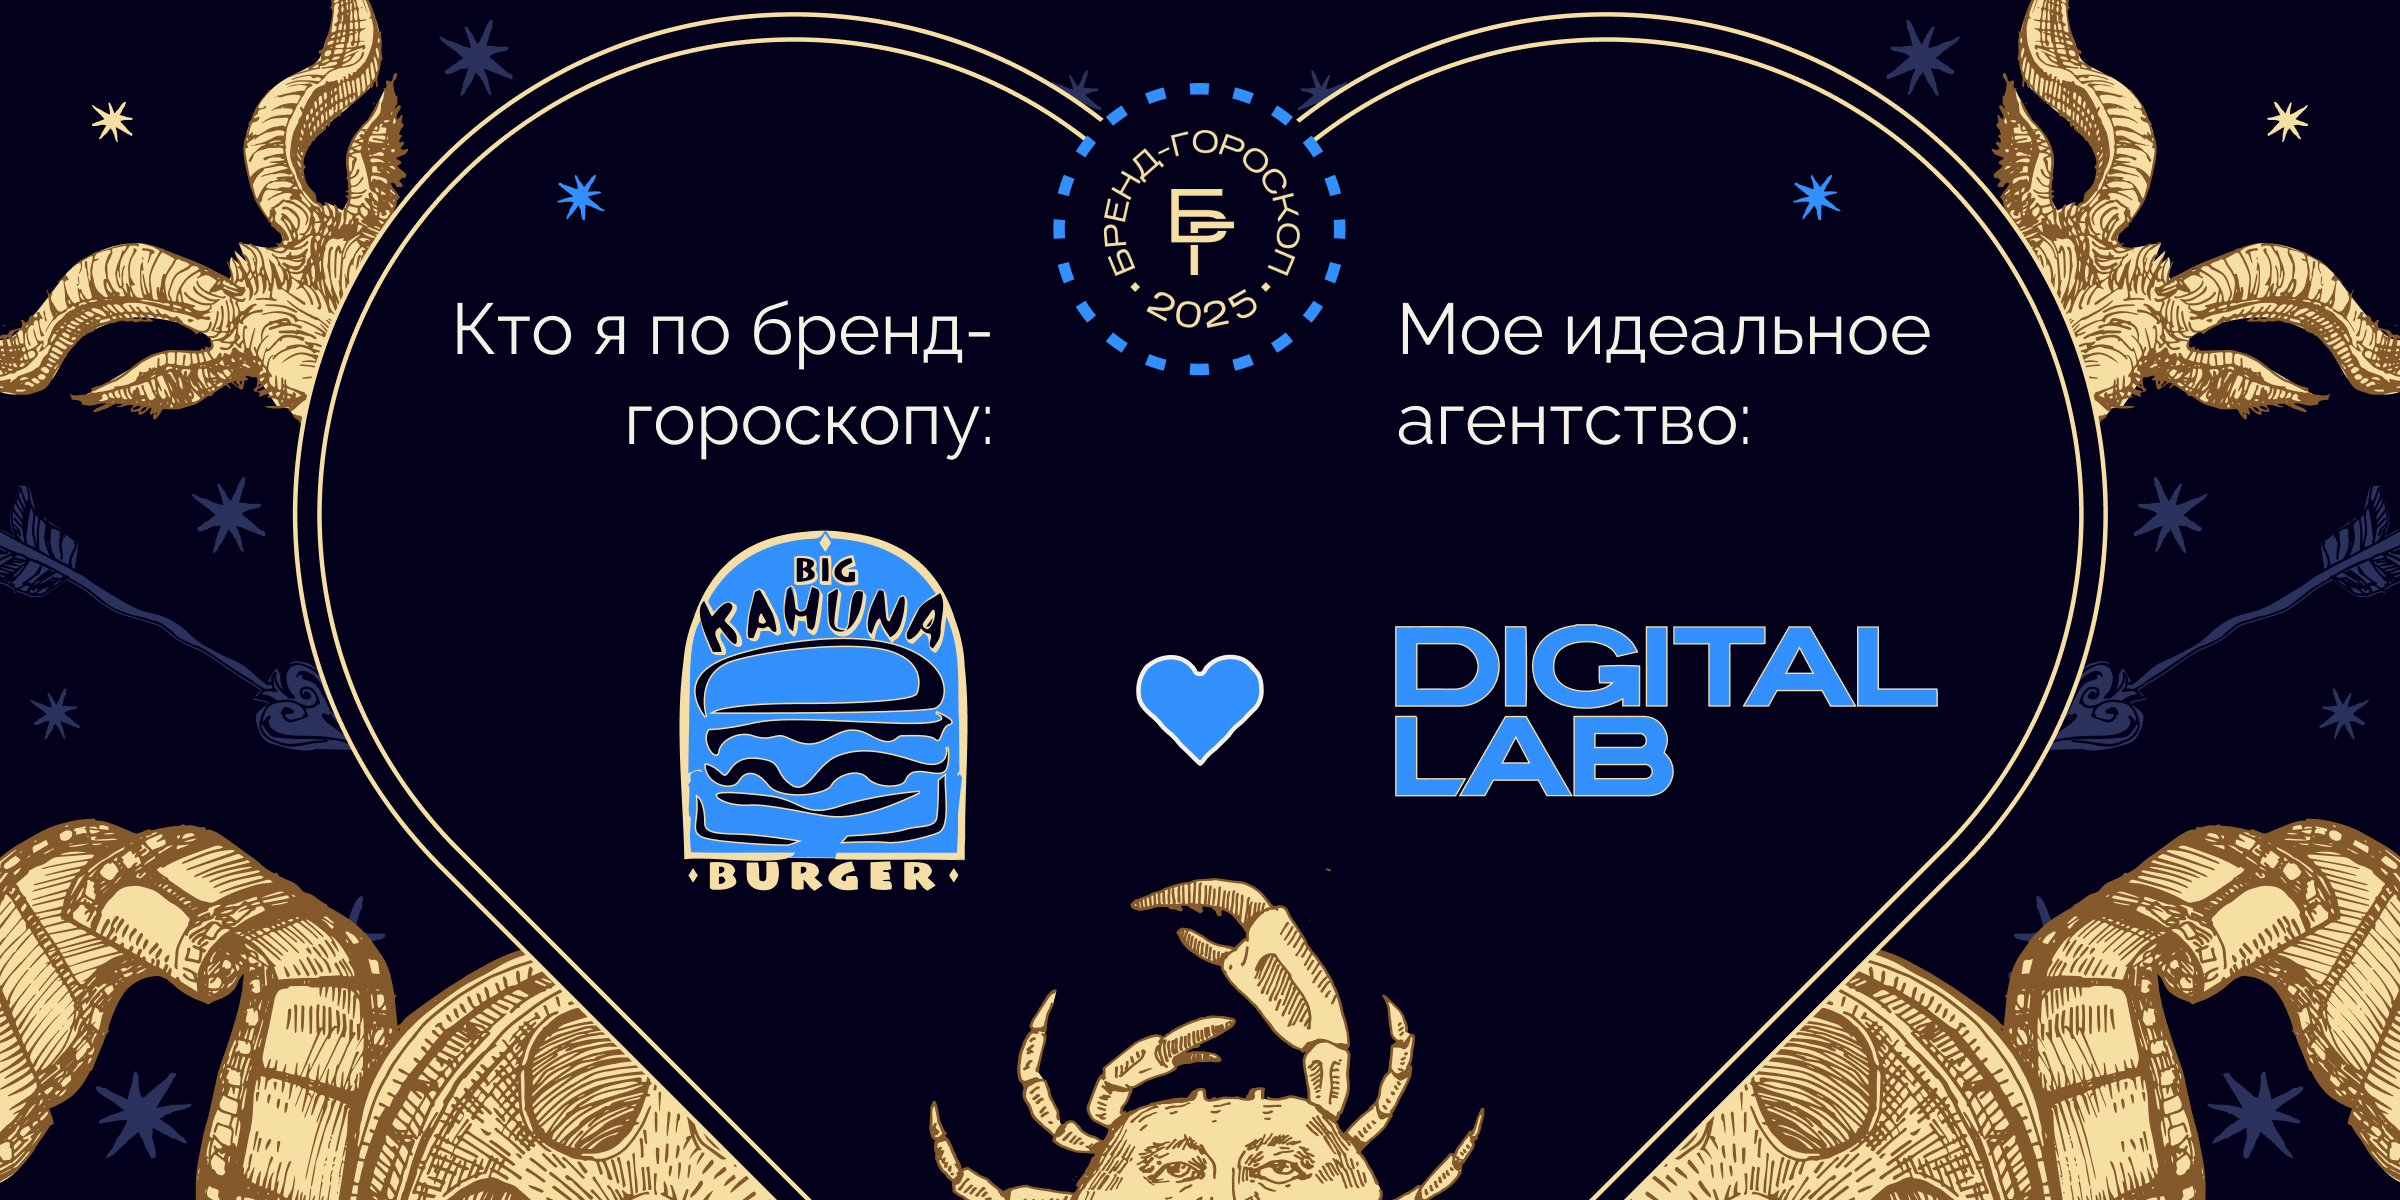 БРЕНД-ГОРОСКОП
БГ
• 2025 •
Кто я по бренд-
гороскопу:
Мое идеальное
агентство:
BIG
KAHUNA
BURGER
DIGITAL
LAB